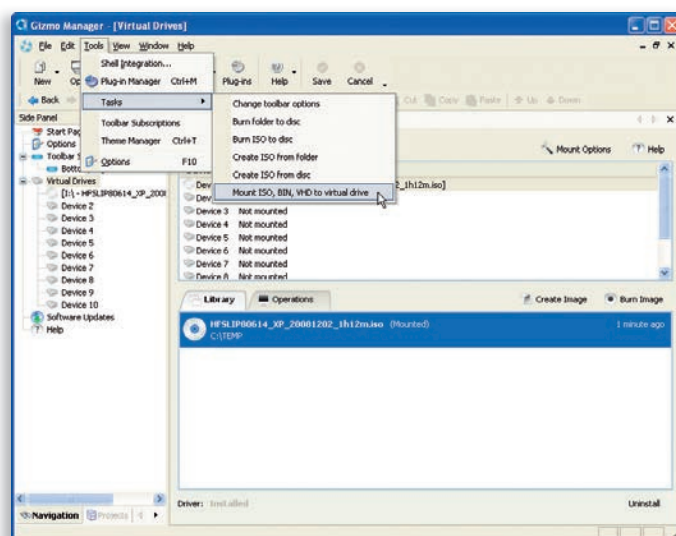 Gizmo Manager - [Virtual Drives]
File Edit Tools View Window Help
New
Plug-ins Help Save Cancel
Back
Cut Copy Paste Up Down
Shell Integration...
Plug-in Manager Ctrl+M
Tasks
Toolbar Subscriptions
Theme Manager Ctrl+T
Options F10
Change toolbar options
Burn folder to disc
Burn ISO to disc
Create ISO from folder
Create ISO from disc
Mount ISO, BIN, VHD to virtual drive
Side Panel
Start
Options
Toolbar
Virtual Drives
Device 2
Device 3
Device 4
Device 5
Device 6
Device 7
Device 8
Device 9
Device 10
Software Updates
Help
Mount Options Help
_1h12m.iso]
Device 3 Not mounted
Device 4 Not mounted
Device 5 Not mounted
Device 6 Not mounted
Device 7 Not mounted
Device 8 Not mounted
Library Operations Create Image Burn Image
HFSLIP80614_XP_20081202_1h12m.iso (Mounted) 1 minute ago
C:\TEMP
Driver: Installed Uninstall
Navigation Projects